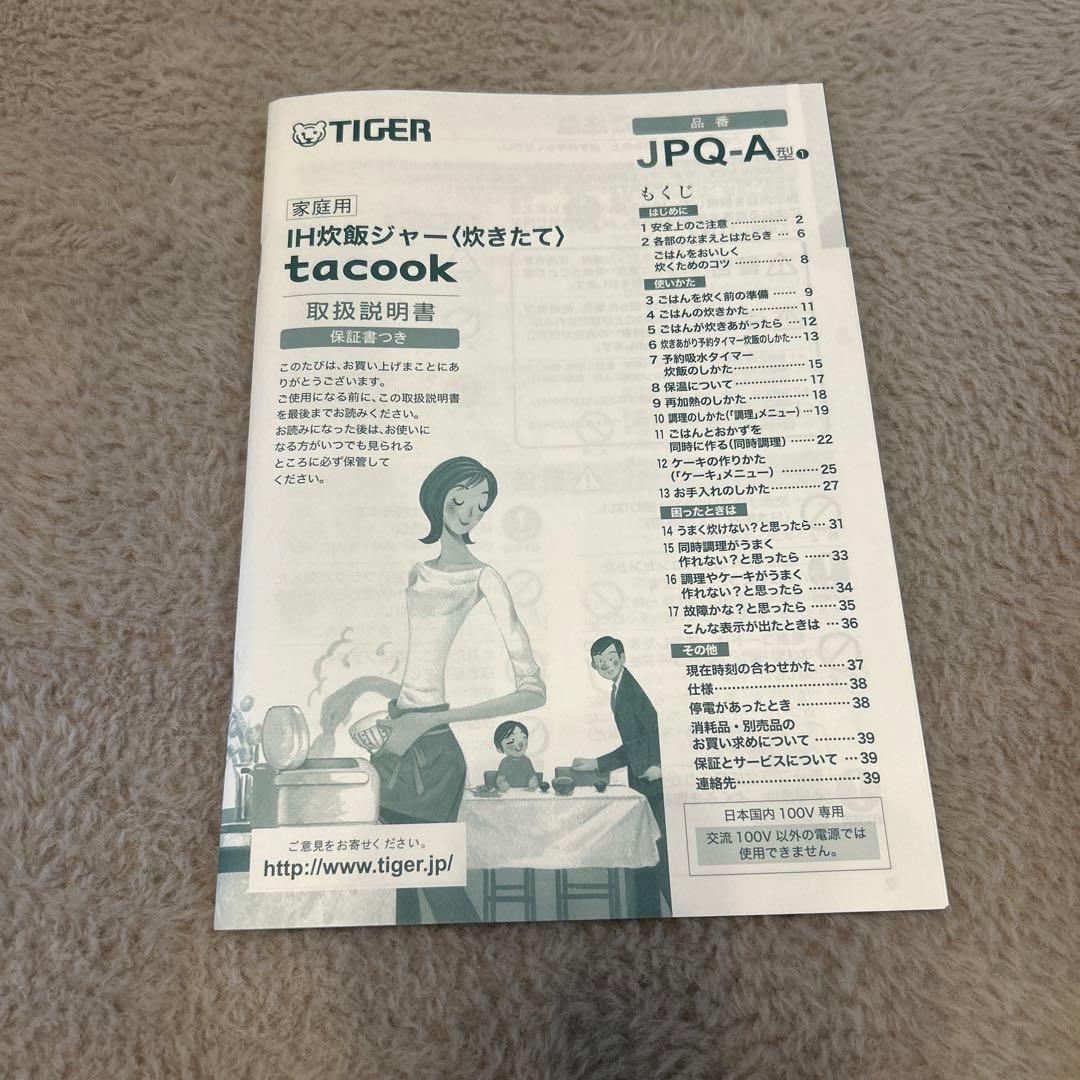 TIGER
家庭用
IH炊飯ジャー〈炊きたて〉
tacook
取扱説明書
保証書つき
このたびは、お買い上げまことにあ
りがとうございます。
ご使用になる前に、この取扱説明書
を最後までお読みください。
お読みになった後は、お使いに
なる方がいつでも見られる
ところに必ず保管して
ください。
ご意見をお寄せください。
http://www.tiger.jp/
品番
JPQ-A型❶
もくじ
はじめに
1 安全上のご注意 …………… 2
2 各部のなまえとはたらき … 6
ごはんをおいしく
炊くためのコツ …………… 8
使いかた
3 ごはんを炊く前の準備 …… 9
4 ごはんの炊きかた ………… 11
5 ごはんが炊きあがったら … 12
6 炊きあがり予約タイマー炊飯のしかた… 13
7 予約吸水タイマー
炊飯のしかた……………… 15
8 保温について……………… 17
9 再加熱のしかた…………… 18
10 調理のしかた(「調理」メニュー)… 19
11 ごはんとおかずを
同時に作る(同時調理) …… 22
12 ケーキの作りかた
(「ケーキ」メニュー) ……… 25
13 お手入れのしかた………… 27
困ったときは
14 うまく炊けない?と思ったら… 31
15 同時調理がうまく
作れない?と思ったら …… 33
16 調理やケーキがうまく
作れない?と思ったら …… 34
17 故障かな?と思ったら …… 35
こんな表示が出たときは … 36
その他
現在時刻の合わせかた …… 37
仕様………………………… 38
停電があったとき ………… 38
消耗品・別売品の
お買い求めについて ……… 39
保証とサービスについて … 39
連絡先……………………… 39
日本国内100V専用
交流100V以外の電源では
使用できません。